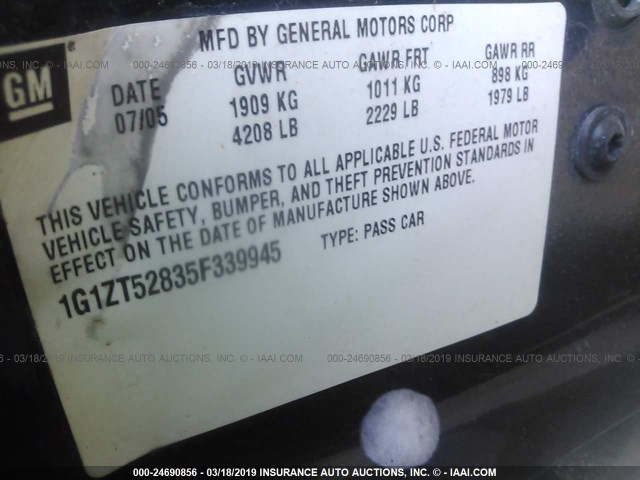 MFD BY GENERAL MOTORS CORP
GM
®
DATE GVWR GAWR FRT GAWR RR
07/05 1909 KG 1011 KG 898 KG
4208 LB 2229 LB 1979 LB
THIS VEHICLE CONFORMS TO ALL APPLICABLE U.S. FEDERAL MOTOR
VEHICLE SAFETY, BUMPER, AND THEFT PREVENTION STANDARDS IN
EFFECT ON THE DATE OF MANUFACTURE SHOWN ABOVE.
1G1ZT52835F339945 TYPE: PASS CAR
000-24690856 - 03/18/2019 INSURANCE AUTO AUCTIONS, INC. - © IAAI.COM